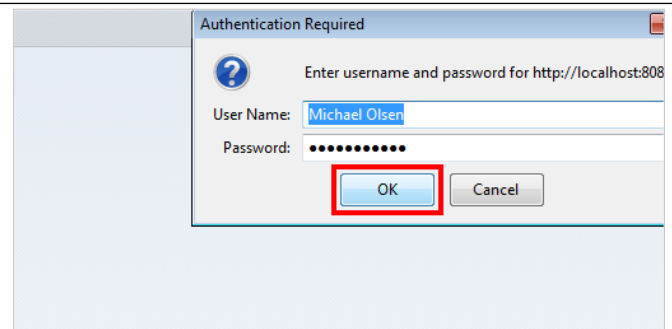 Authentication Required
Enter username and password for http://localhost:808
User Name: Michael Olsen
Password: •••••••••••
OK Cancel